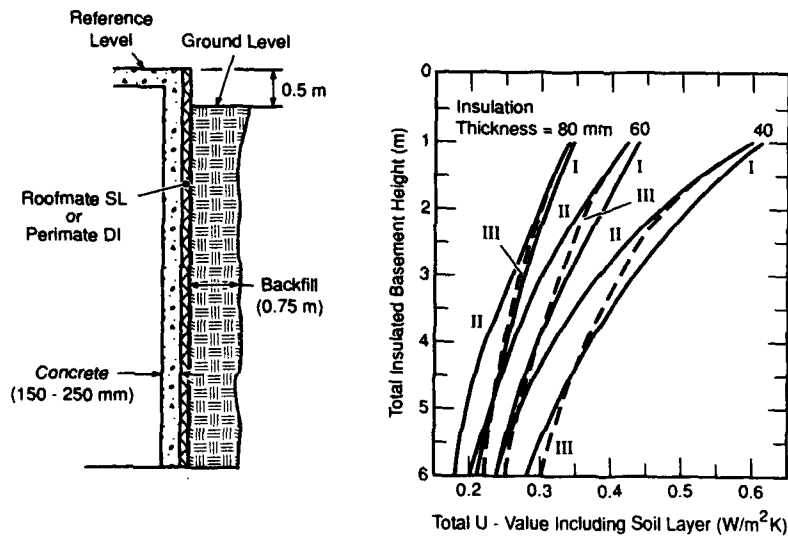 Reference
Level
Ground Level
0.5 m
Roofmate SL
or
Perimate DI
Backfill
(0.75 m)
Concrete
(150 - 250 mm)
Total Insulated Basement Height (m)
0
1
2
3
4
5
6
Insulation
Thickness = 80 mm 60 40
I I I
II
III
II
III
II
III
0.2 0.3 0.4 0.5 0.6
Total U - Value Including Soil Layer (W/m²K)